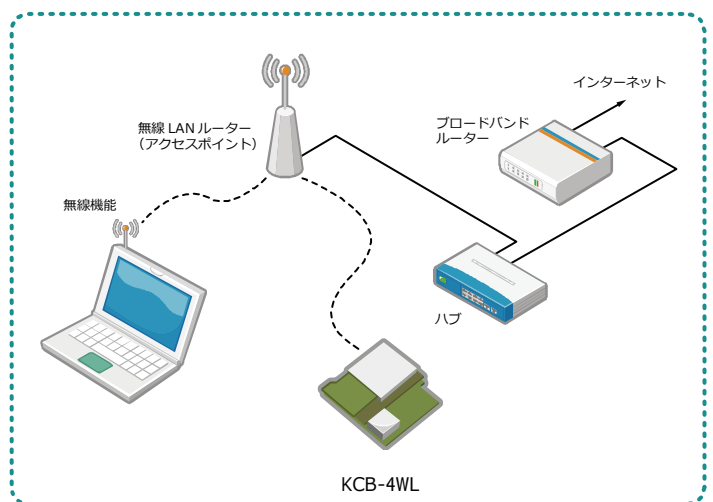 インターネット
ブロードバンド
ルーター
無線 LAN ルーター
（アクセスポイント）
無線機能
ハブ
KCB-4WL